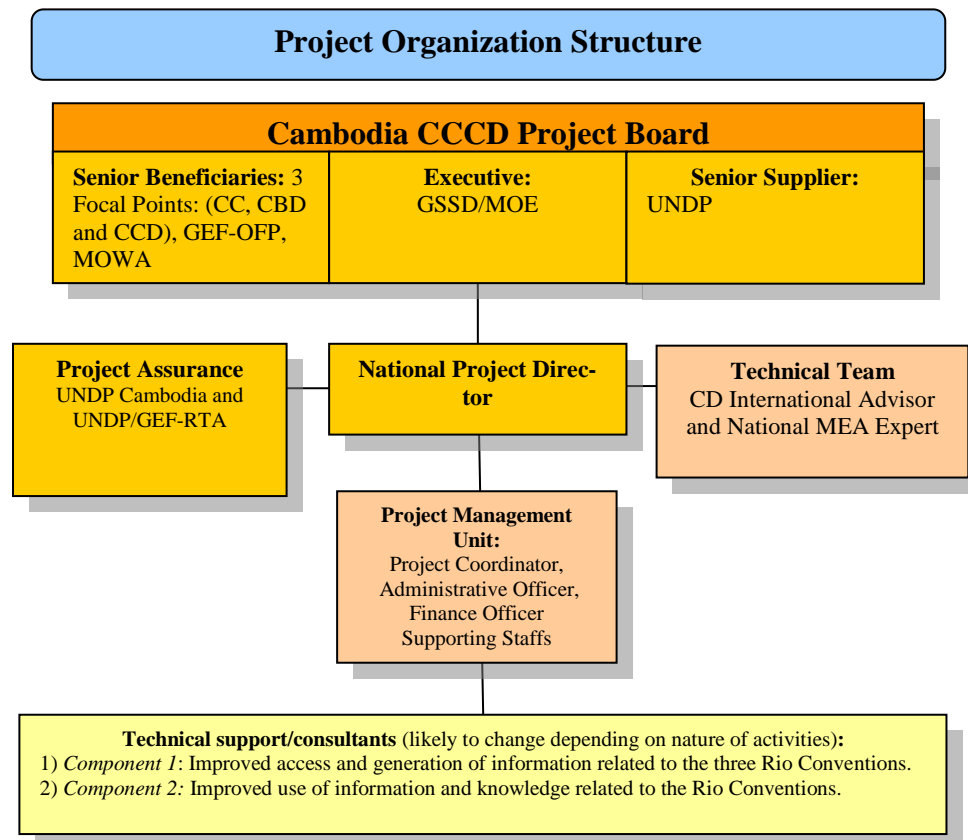 Project Organization Structure
Cambodia CCCD Project Board
Senior Beneficiaries: 3
Focal Points: (CC, CBD
and CCD), GEF-OFP,
MOWA
Executive:
GSSD/MOE
Senior Supplier:
UNDP
Project Assurance
UNDP Cambodia and
UNDP/GEF-RTA
National Project Direc-
tor
Technical Team
CD International Advisor
and National MEA Expert
Project Management
Unit:
Project Coordinator,
Administrative Officer,
Finance Officer
Supporting Staffs
Technical support/consultants (likely to change depending on nature of activities):
1) Component 1: Improved access and generation of information related to the three Rio Conventions.
2) Component 2: Improved use of information and knowledge related to the Rio Conventions.